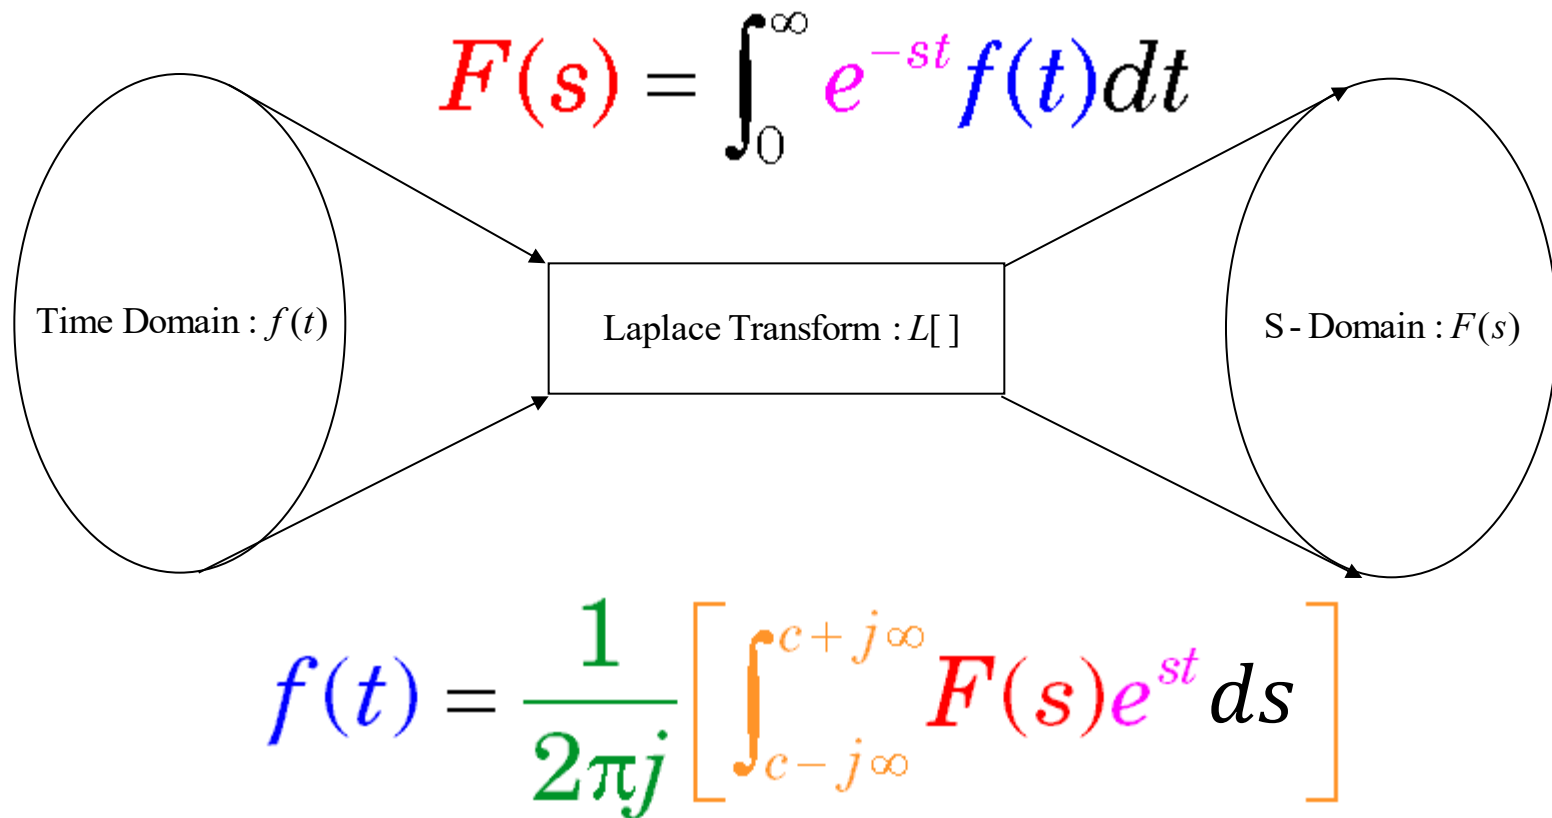 F(s) = ∫₀^∞ e^{-st} f(t)dt
Time Domain : f(t)
Laplace Transform : L[ ]
S - Domain : F(s)
f(t) = 1/2πj [ ∫_{c- j∞}^{c+ j∞} F(s)e^{st} ds ]